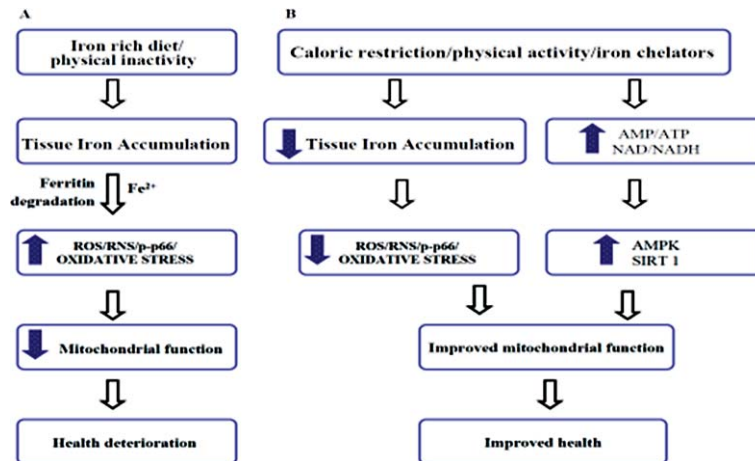 A
Iron rich diet/
physical inactivity
Tissue Iron Accumulation
Ferritin
degradation
Fe²⁺
ROS/RNS/p-p66/
OXIDATIVE STRESS
Mitochondrial function
Health deterioration
B
Caloric restriction/physical activity/iron chelators
Tissue Iron Accumulation
AMP/ATP
NAD/NADH
ROS/RNS/p-p66/
OXIDATIVE STRESS
AMPK
SIRT 1
Improved mitochondrial function
Improved health